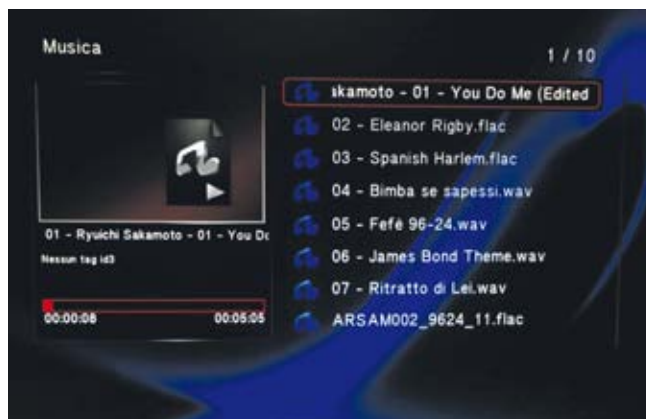 Musica
1 / 10
01 - Ryuichi Sakamoto - 01 - You Do
Nessun tag id3
00:00:08
00:05:05
ıkamoto - 01 - You Do Me (Edited
02 - Eleanor Rigby.flac
03 - Spanish Harlem.flac
04 - Bimba se sapessi.wav
05 - Fefè 96-24.wav
06 - James Bond Theme.wav
07 - Ritratto di Lei.wav
ARSAM002_9624_11.flac